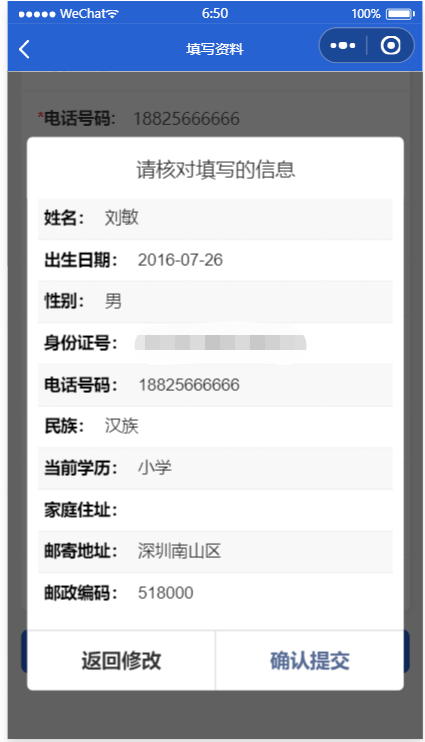 ●●●●● WeChat 6:50 100%
填写资料
*电话号码: 18825666666
请核对填写的信息
姓名: 刘敏
出生日期: 2016-07-26
性别: 男
身份证号:
电话号码: 18825666666
民族: 汉族
当前学历: 小学
家庭住址:
邮寄地址: 深圳南山区
邮政编码: 518000
返回修改 确认提交